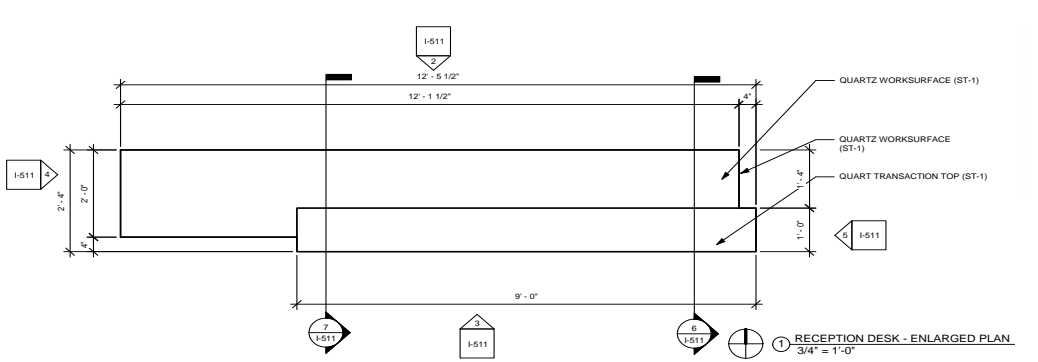 I-511
2
12' - 5 1/2"
12' - 1 1/2"
4"
QUARTZ WORKSURFACE (ST-1)
QUARTZ WORKSURFACE
(ST-1)
QUART TRANSACTION TOP (ST-1)
I-511 4
2' - 4"
2' - 0"
4"
1' - 4"
1' - 0"
5 I-511
9' - 0"
7
I-511
3
I-511
6
I-511
1 RECEPTION DESK - ENLARGED PLAN
3/4" = 1'-0"